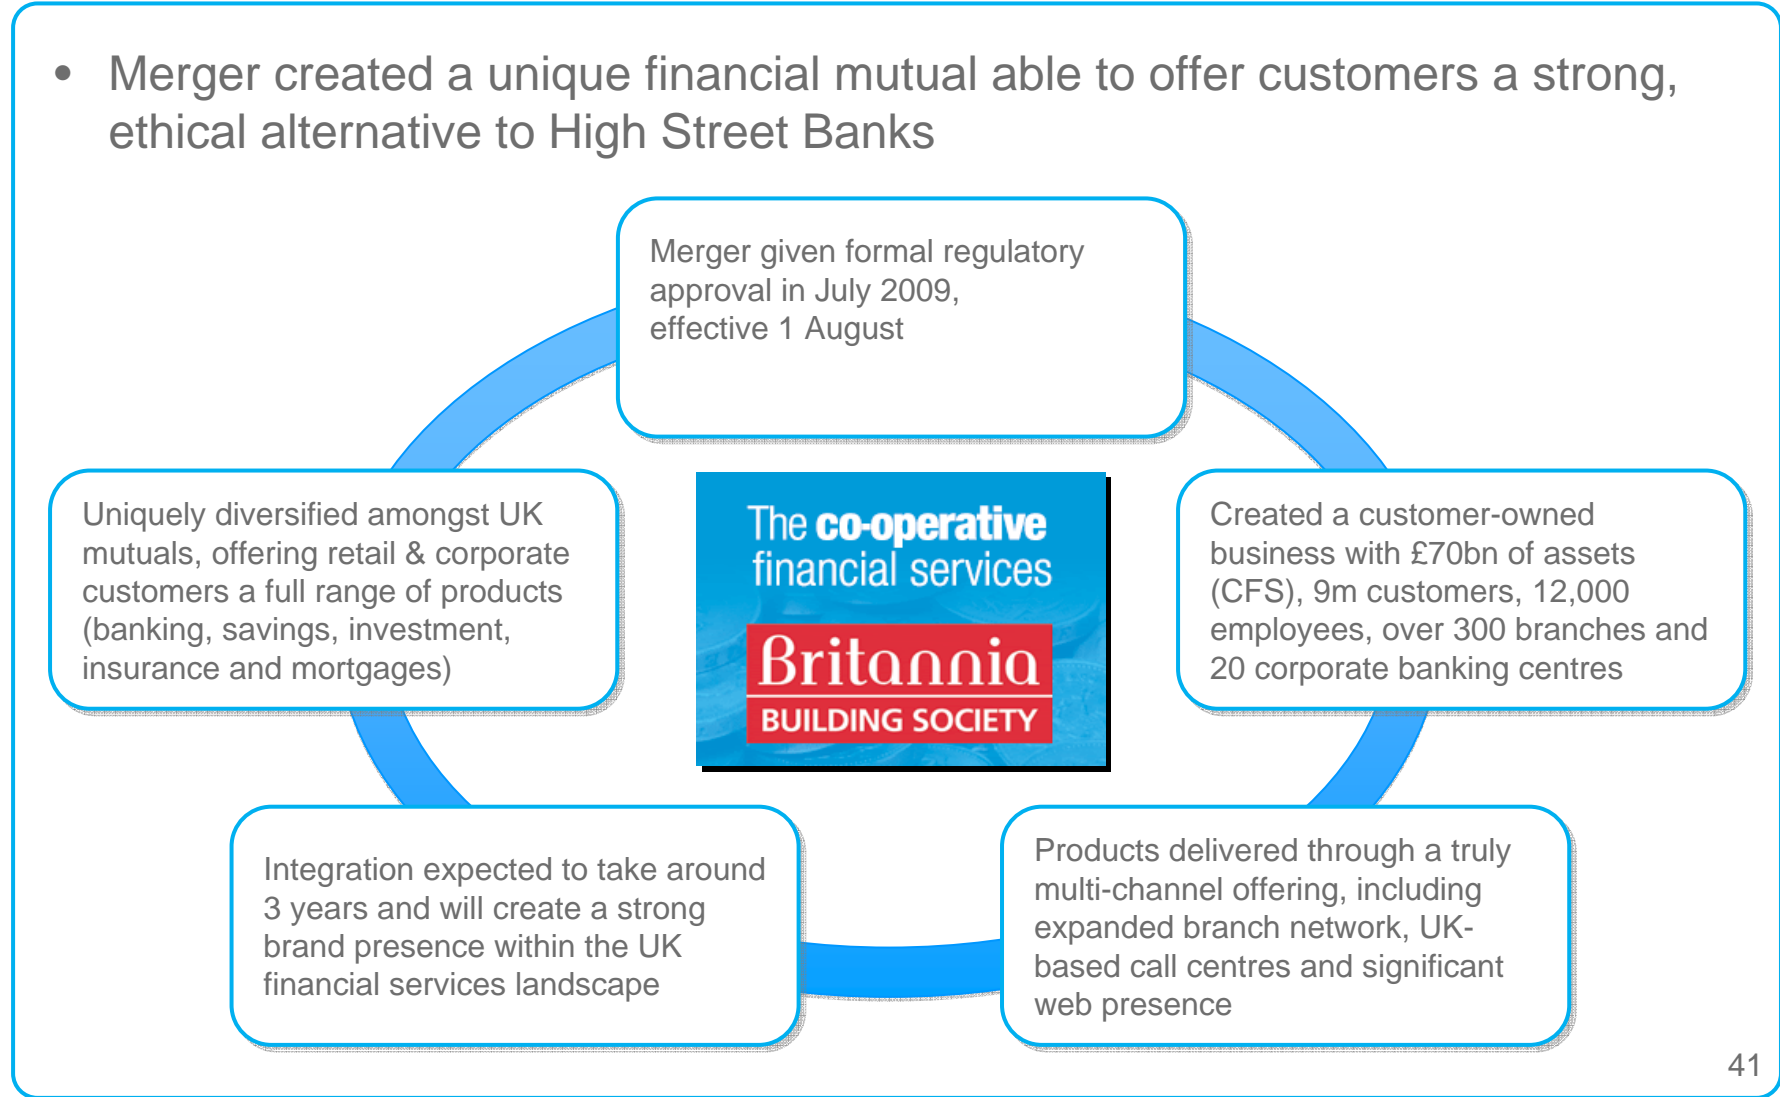 • Merger created a unique financial mutual able to offer customers a strong,
ethical alternative to High Street Banks
Merger given formal regulatory
approval in July 2009,
effective 1 August
Uniquely diversified amongst UK
mutuals, offering retail & corporate
customers a full range of products
(banking, savings, investment,
insurance and mortgages)
The co-operative
financial services
Britannia
BUILDING SOCIETY
Created a customer-owned
business with £70bn of assets
(CFS), 9m customers, 12,000
employees, over 300 branches and
20 corporate banking centres
Integration expected to take around
3 years and will create a strong
brand presence within the UK
financial services landscape
Products delivered through a truly
multi-channel offering, including
expanded branch network, UK-
based call centres and significant
web presence
41